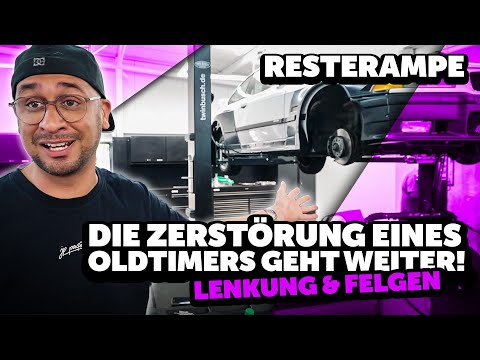 RESTERAMPE
twinbusch.de
DIE ZERSTÖRUNG EINES
OLDTIMERS GEHT WEITER!
LENKUNG & FELGEN